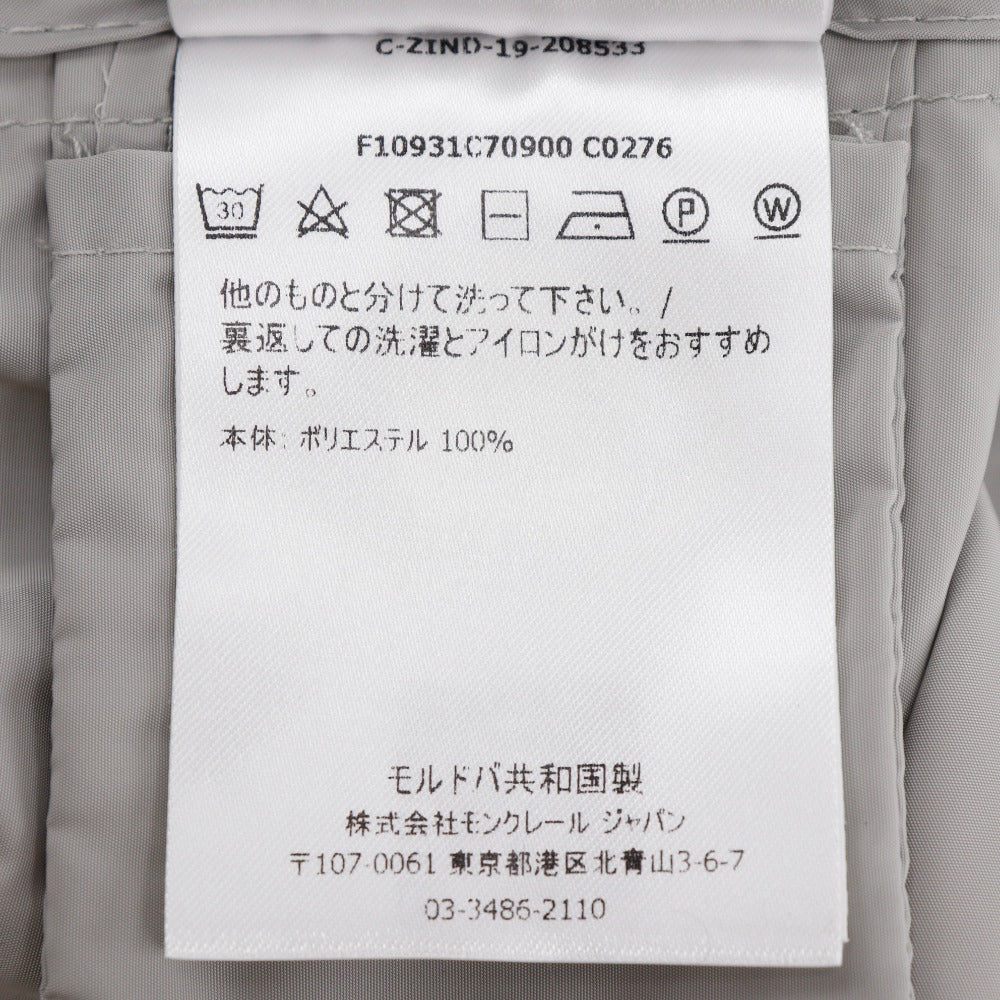 C-ZIND-19-208533
F10931C70900 C0276
30 P W
他のものと分けて洗って下さい。/
裏返しての洗濯とアイロンがけをおすすめ
します。
本体: ポリエステル 100%
モルドバ共和国製
株式会社モンクレール ジャパン
〒107-0061 東京都港区北青山3-6-7
03-3486-2110